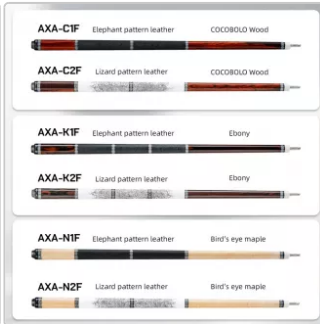 AXA-C1F Elephant pattern leather COCOBOLO Wood
AXA-C2F Lizard pattern leather COCOBOLO Wood
AXA-K1F Elephant pattern leather Ebony
AXA-K2F Lizard pattern leather Ebony
AXA-N1F Elephant pattern leather Bird's eye maple
AXA-N2F Lizard pattern leather Bird's eye maple